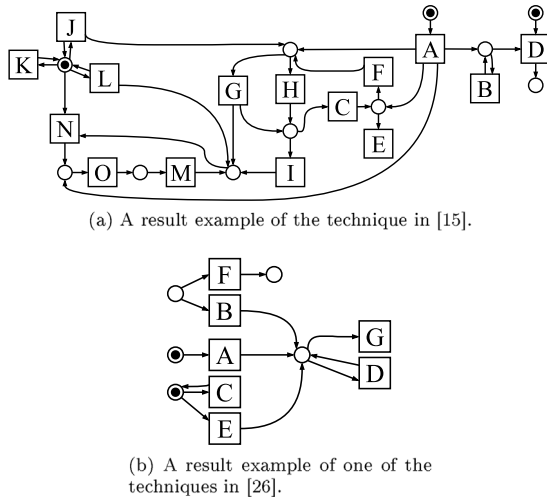 J
A
D
K
L
G
H
F
B
C
N
E
O
M
I
(a) A result example of the technique in [15].
F
B
A
G
D
C
E
(b) A result example of one of the
techniques in [26].